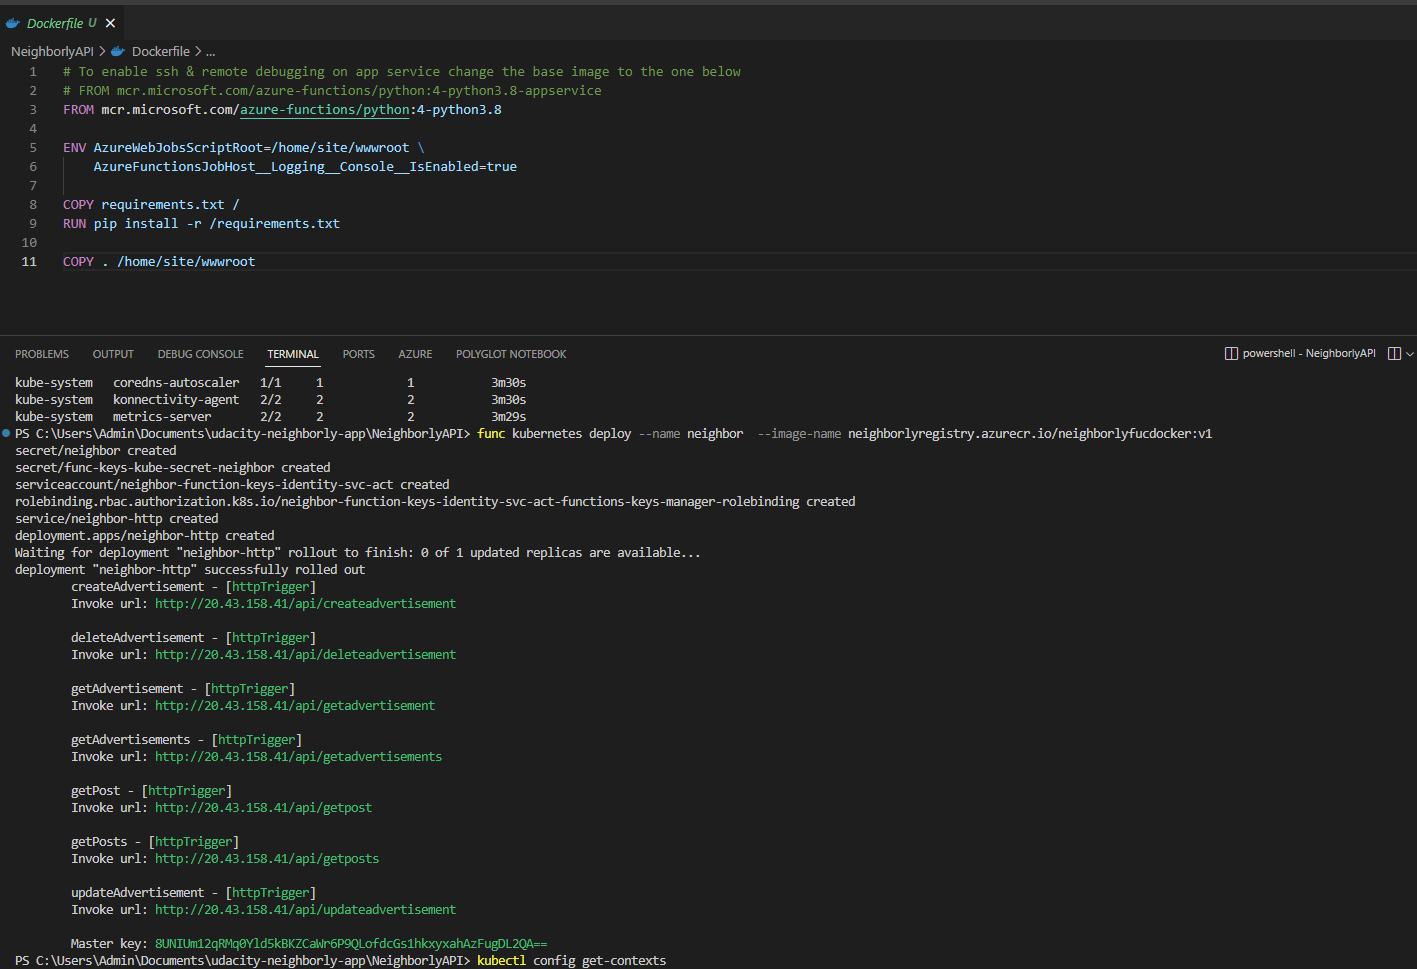 Dockerfile U
NeighborlyAPI > Dockerfile > ...
1 # To enable ssh & remote debugging on app service change the base image to the one below
2 # FROM mcr.microsoft.com/azure-functions/python:4-python3.8-appservice
3 FROM mcr.microsoft.com/azure-functions/python:4-python3.8
4
5 ENV AzureWebJobsScriptRoot=/home/site/wwwroot \
6     AzureFunctionsJobHost__Logging__Console__IsEnabled=true
7
8 COPY requirements.txt /
9 RUN pip install -r /requirements.txt
10
11 COPY . /home/site/wwwroot
PROBLEMS OUTPUT DEBUG CONSOLE TERMINAL PORTS AZURE POLYGLOT NOTEBOOK powershell - NeighborlyAPI
kube-system coredns-autoscaler 1/1 1 1 3m30s
kube-system konnectivity-agent 2/2 2 2 3m30s
kube-system metrics-server 2/2 2 2 3m29s
PS C:\Users\Admin\Documents\udacity-neighborly-app\NeighborlyAPI> func kubernetes deploy --name neighbor  --image-name neighborlyregistry.azurecr.io/neighborlyfucdocker:v1
secret/neighbor created
secret/func-keys-kube-secret-neighbor created
serviceaccount/neighbor-function-keys-identity-svc-act created
rolebinding.rbac.authorization.k8s.io/neighbor-function-keys-identity-svc-act-functions-keys-manager-rolebinding created
service/neighbor-http created
deployment.apps/neighbor-http created
Waiting for deployment "neighbor-http" rollout to finish: 0 of 1 updated replicas are available...
deployment "neighbor-http" successfully rolled out
createAdvertisement - [httpTrigger]
Invoke url: http://20.43.158.41/api/createadvertisement
deleteAdvertisement - [httpTrigger]
Invoke url: http://20.43.158.41/api/deleteadvertisement
getAdvertisement - [httpTrigger]
Invoke url: http://20.43.158.41/api/getadvertisement
getAdvertisements - [httpTrigger]
Invoke url: http://20.43.158.41/api/getadvertisements
getPost - [httpTrigger]
Invoke url: http://20.43.158.41/api/getpost
getPosts - [httpTrigger]
Invoke url: http://20.43.158.41/api/getposts
updateAdvertisement - [httpTrigger]
Invoke url: http://20.43.158.41/api/updateadvertisement
Master key: 8UNIUm12qRMq0Yld5kBKZCaWr6P9QLofdcGs1hkxyxahAzFugDL2QA==
PS C:\Users\Admin\Documents\udacity-neighborly-app\NeighborlyAPI> kubectl config get-contexts